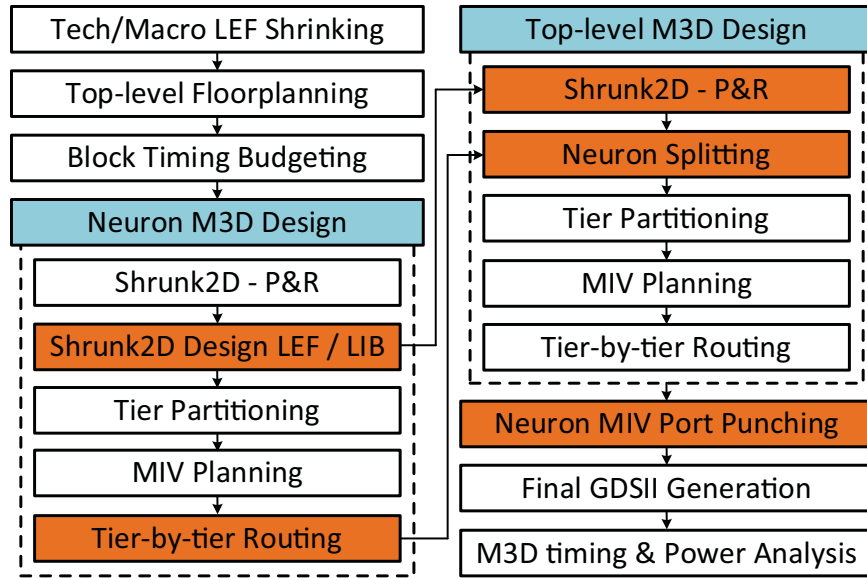 Tech/Macro LEF Shrinking
Top-level Floorplanning
Block Timing Budgeting
Neuron M3D Design
Shrunk2D - P&R
Shrunk2D Design LEF / LIB
Tier Partitioning
MIV Planning
Tier-by-tier Routing
Top-level M3D Design
Shrunk2D - P&R
Neuron Splitting
Tier Partitioning
MIV Planning
Tier-by-tier Routing
Neuron MIV Port Punching
Final GDSII Generation
M3D timing & Power Analysis